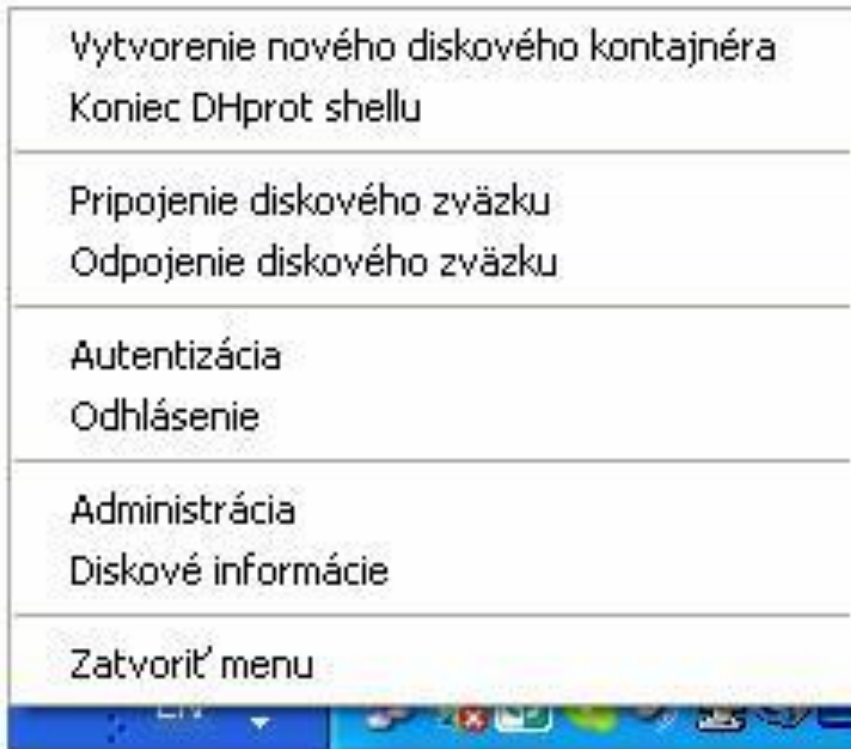 Vytvorenie nového diskového kontajnéra
Koniec DHprot shellu
Pripojenie diskového zväzku
Odpojenie diskového zväzku
Autentizácia
Odhlásenie
Administrácia
Diskové informácie
Zatvoriť menu
EN